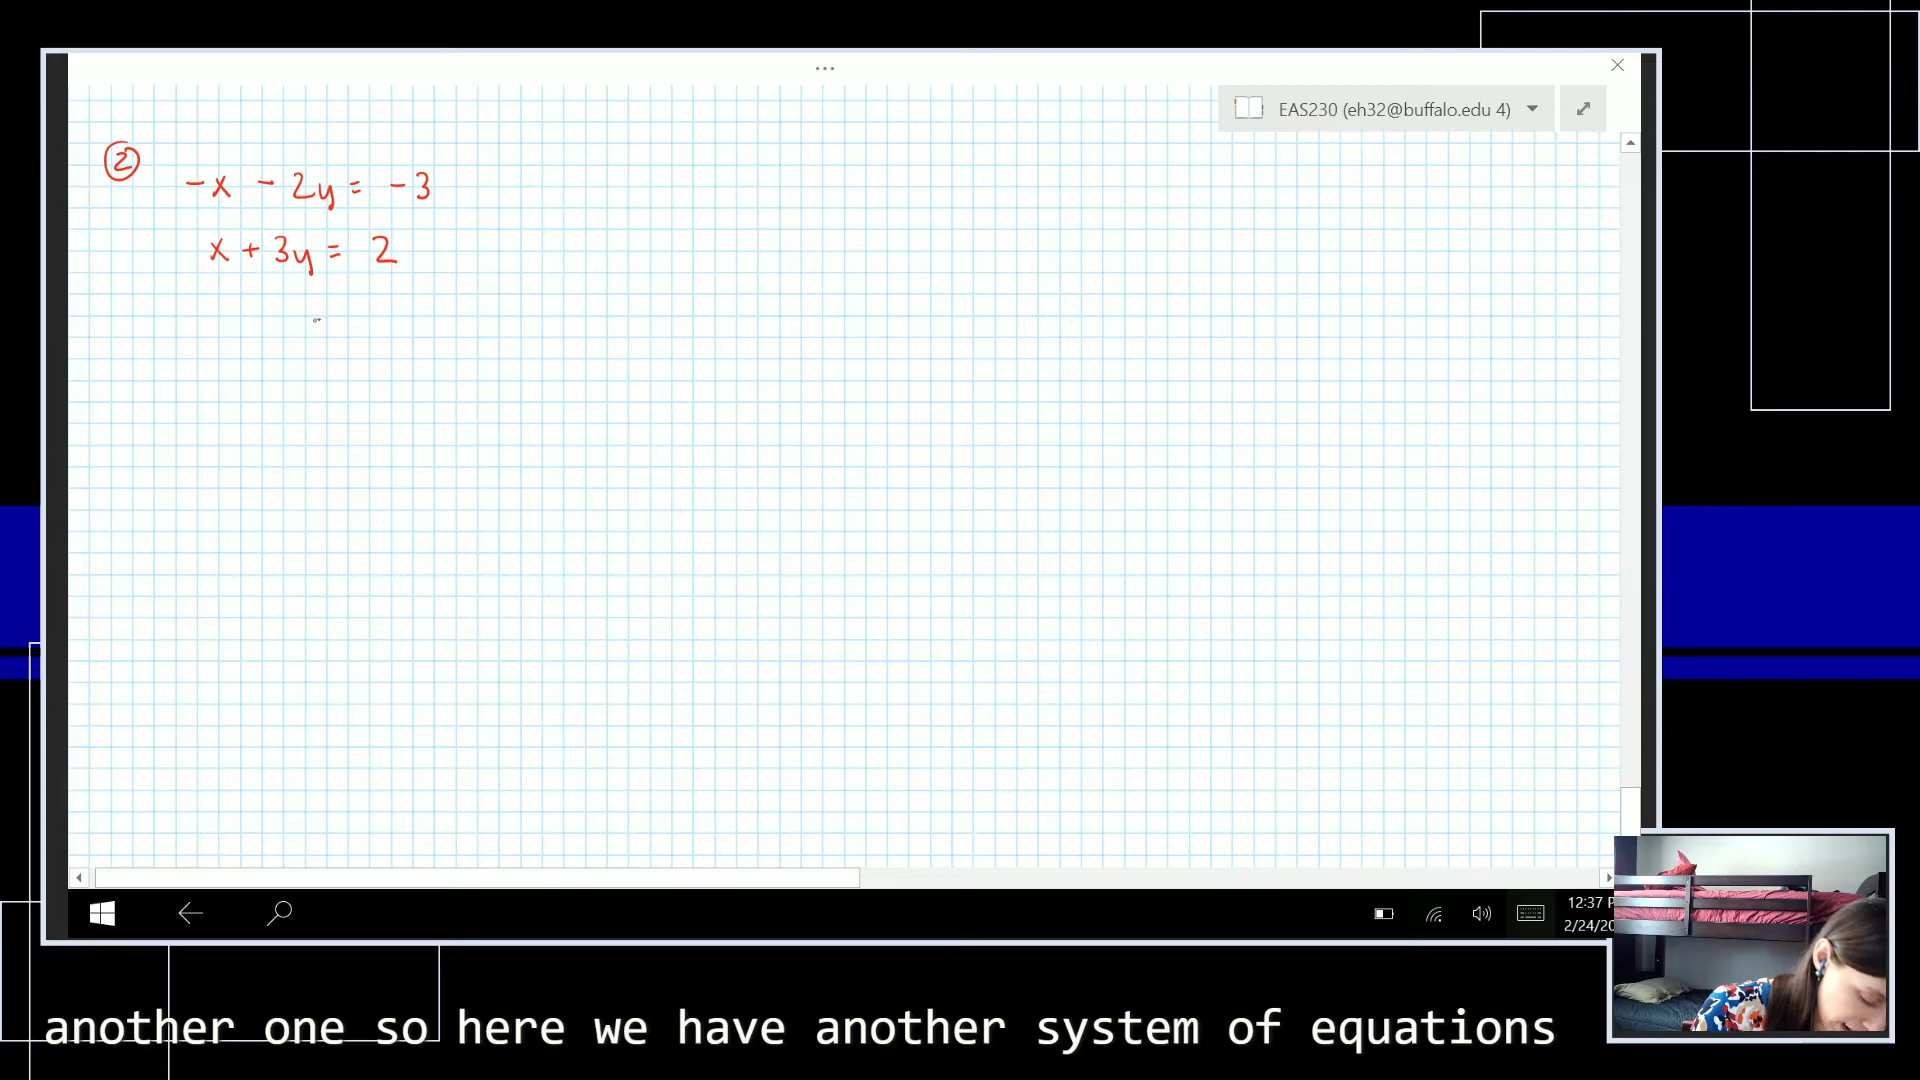 ...
EAS230 (eh32@buffalo.edu 4)
②
-x - 2y = -3
x + 3y = 2
12:37 P
2/24/20
another one so here we have another system of equations